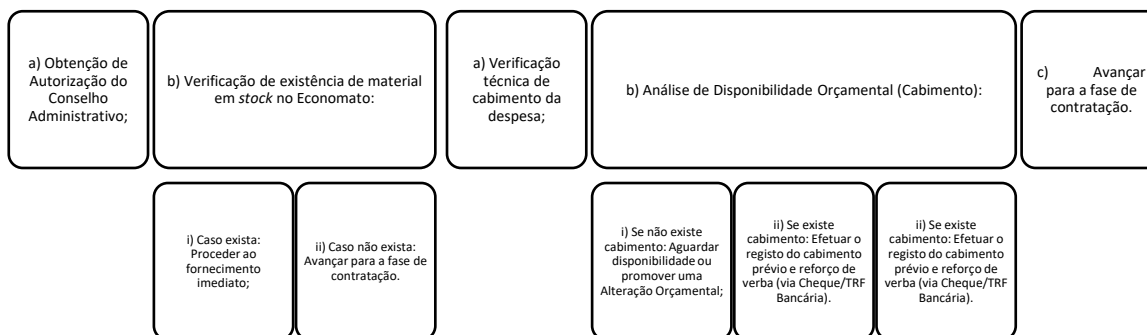 a) Obtenção de
Autorização do
Conselho
Administrativo;
b) Verificação de existência de material
em stock no Economato:
a) Verificação
técnica de
cabimento da
despesa;
b) Análise de Disponibilidade Orçamental (Cabimento):
c) Avançar
para a fase de
contratação.
i) Caso exista:
Proceder ao
fornecimento
imediato;
ii) Caso não exista:
Avançar para a fase de
contratação.
i) Se não existe
cabimento: Aguardar
disponibilidade ou
promover uma
Alteração Orçamental;
ii) Se existe
cabimento: Efetuar o
registo do cabimento
prévio e reforço de
verba (via Cheque/TRF
Bancária).
ii) Se existe
cabimento: Efetuar o
registo do cabimento
prévio e reforço de
verba (via Cheque/TRF
Bancária).